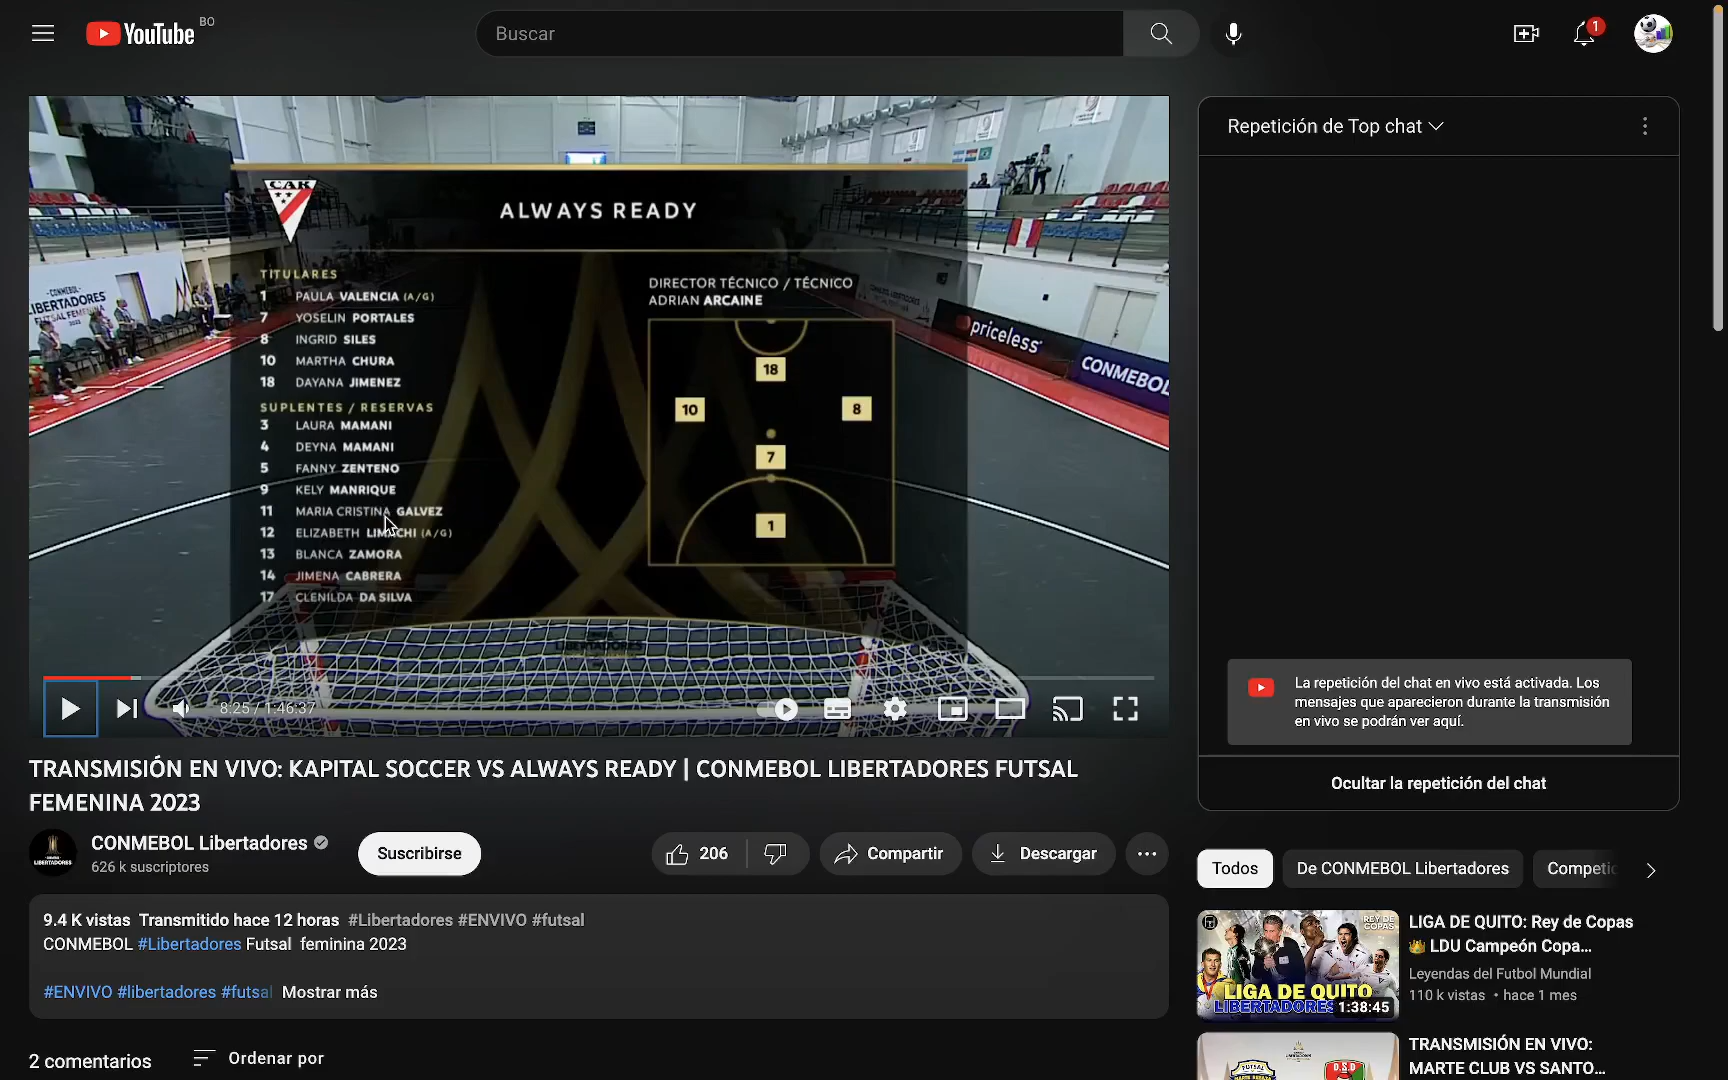 YouTube BO
Buscar
1
CAR
ALWAYS READY
TITULARES
1 PAULA VALENCIA (A/G)
7 YOSELIN PORTALES
8 INGRID SILES
10 MARTHA CHURA
18 DAYANA JIMENEZ
SUPLENTES / RESERVAS
3 LAURA MAMANI
4 DEYNA MAMANI
5 FANNY ZENTENO
9 KELY MANRIQUE
11 MARIA CRISTINA GALVEZ
12 ELIZABETH LIMACHI (A/G)
13 BLANCA ZAMORA
14 JIMENA CABRERA
17 CLENILDA DA SILVA
DIRECTOR TÉCNICO / TÉCNICO
ADRIAN ARCAINE
18
10 8
7
1
CONMEBOL
LIBERTADORES
FUTSAL FEMENINA
priceless
CONMEBOL
8:25 / 1:46:37
TRANSMISIÓN EN VIVO: KAPITAL SOCCER VS ALWAYS READY | CONMEBOL LIBERTADORES FUTSAL
FEMENINA 2023
CONMEBOL Libertadores
626 k suscriptores
Suscribirse
206
Compartir
Descargar
9.4 K vistas Transmitido hace 12 horas #Libertadores #ENVIVO #futsal
CONMEBOL #Libertadores Futsal feminina 2023
#ENVIVO #libertadores #futsal Mostrar más
2 comentarios
Ordenar por
Repetición de Top chat
La repetición del chat en vivo está activada. Los
mensajes que aparecieron durante la transmisión
en vivo se podrán ver aquí.
Ocultar la repetición del chat
Todos
De CONMEBOL Libertadores
Competic
REY DE
COPAS
LIGA DE QUITO
LIBERTADORES
1:38:45
LIGA DE QUITO: Rey de Copas
👑 LDU Campeón Copa...
Leyendas del Futbol Mundial
110 k vistas • hace 1 mes
FUTSAL
D.S.D
TRANSMISIÓN EN VIVO:
MARTE CLUB VS SANTO...